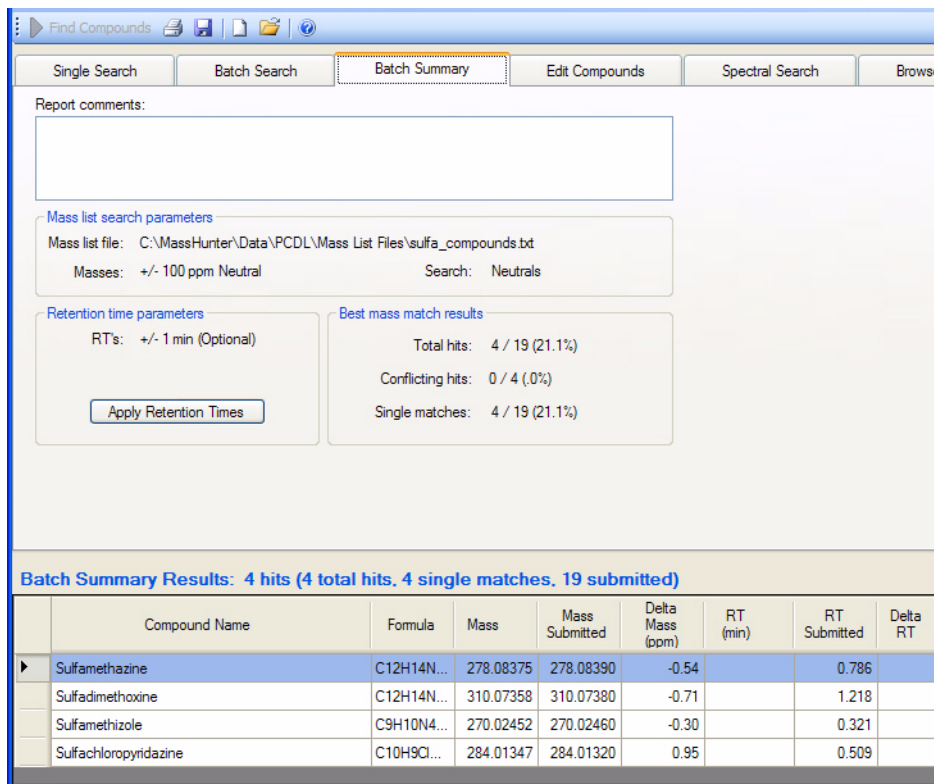 Find Compounds
Single Search Batch Search Batch Summary Edit Compounds Spectral Search Brows
Report comments:
Mass list search parameters
Mass list file: C:\MassHunter\Data\PCDL\Mass List Files\sulfa_compounds.txt
Masses: +/- 100 ppm Neutral Search: Neutrals
Retention time parameters
RT's: +/- 1 min (Optional)
Apply Retention Times
Best mass match results
Total hits: 4 / 19 (21.1%)
Conflicting hits: 0 / 4 (.0%)
Single matches: 4 / 19 (21.1%)
Batch Summary Results: 4 hits (4 total hits, 4 single matches, 19 submitted)
Compound Name Formula Mass Mass Submitted Delta Mass (ppm) RT (min) RT Submitted Delta RT
Sulfamethazine C12H14N... 278.08375 278.08390 -0.54 0.786
Sulfadimethoxine C12H14N... 310.07358 310.07380 -0.71 1.218
Sulfamethizole C9H10N4... 270.02452 270.02460 -0.30 0.321
Sulfachloropyridazine C10H9Cl... 284.01347 284.01320 0.95 0.509